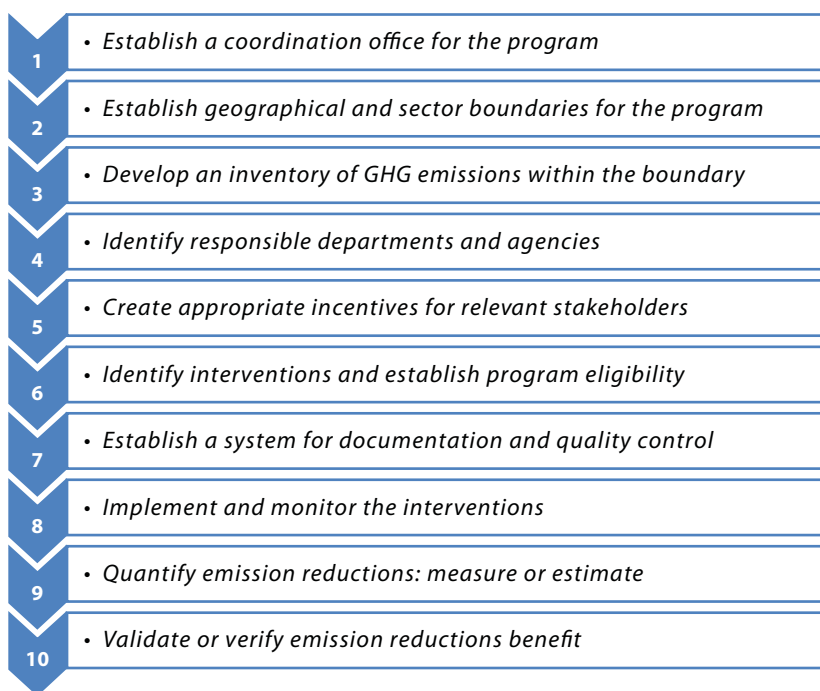 1 • Establish a coordination office for the program
2 • Establish geographical and sector boundaries for the program
3 • Develop an inventory of GHG emissions within the boundary
4 • Identify responsible departments and agencies
5 • Create appropriate incentives for relevant stakeholders
6 • Identify interventions and establish program eligibility
7 • Establish a system for documentation and quality control
8 • Implement and monitor the interventions
9 • Quantify emission reductions: measure or estimate
10 • Validate or verify emission reductions benefit